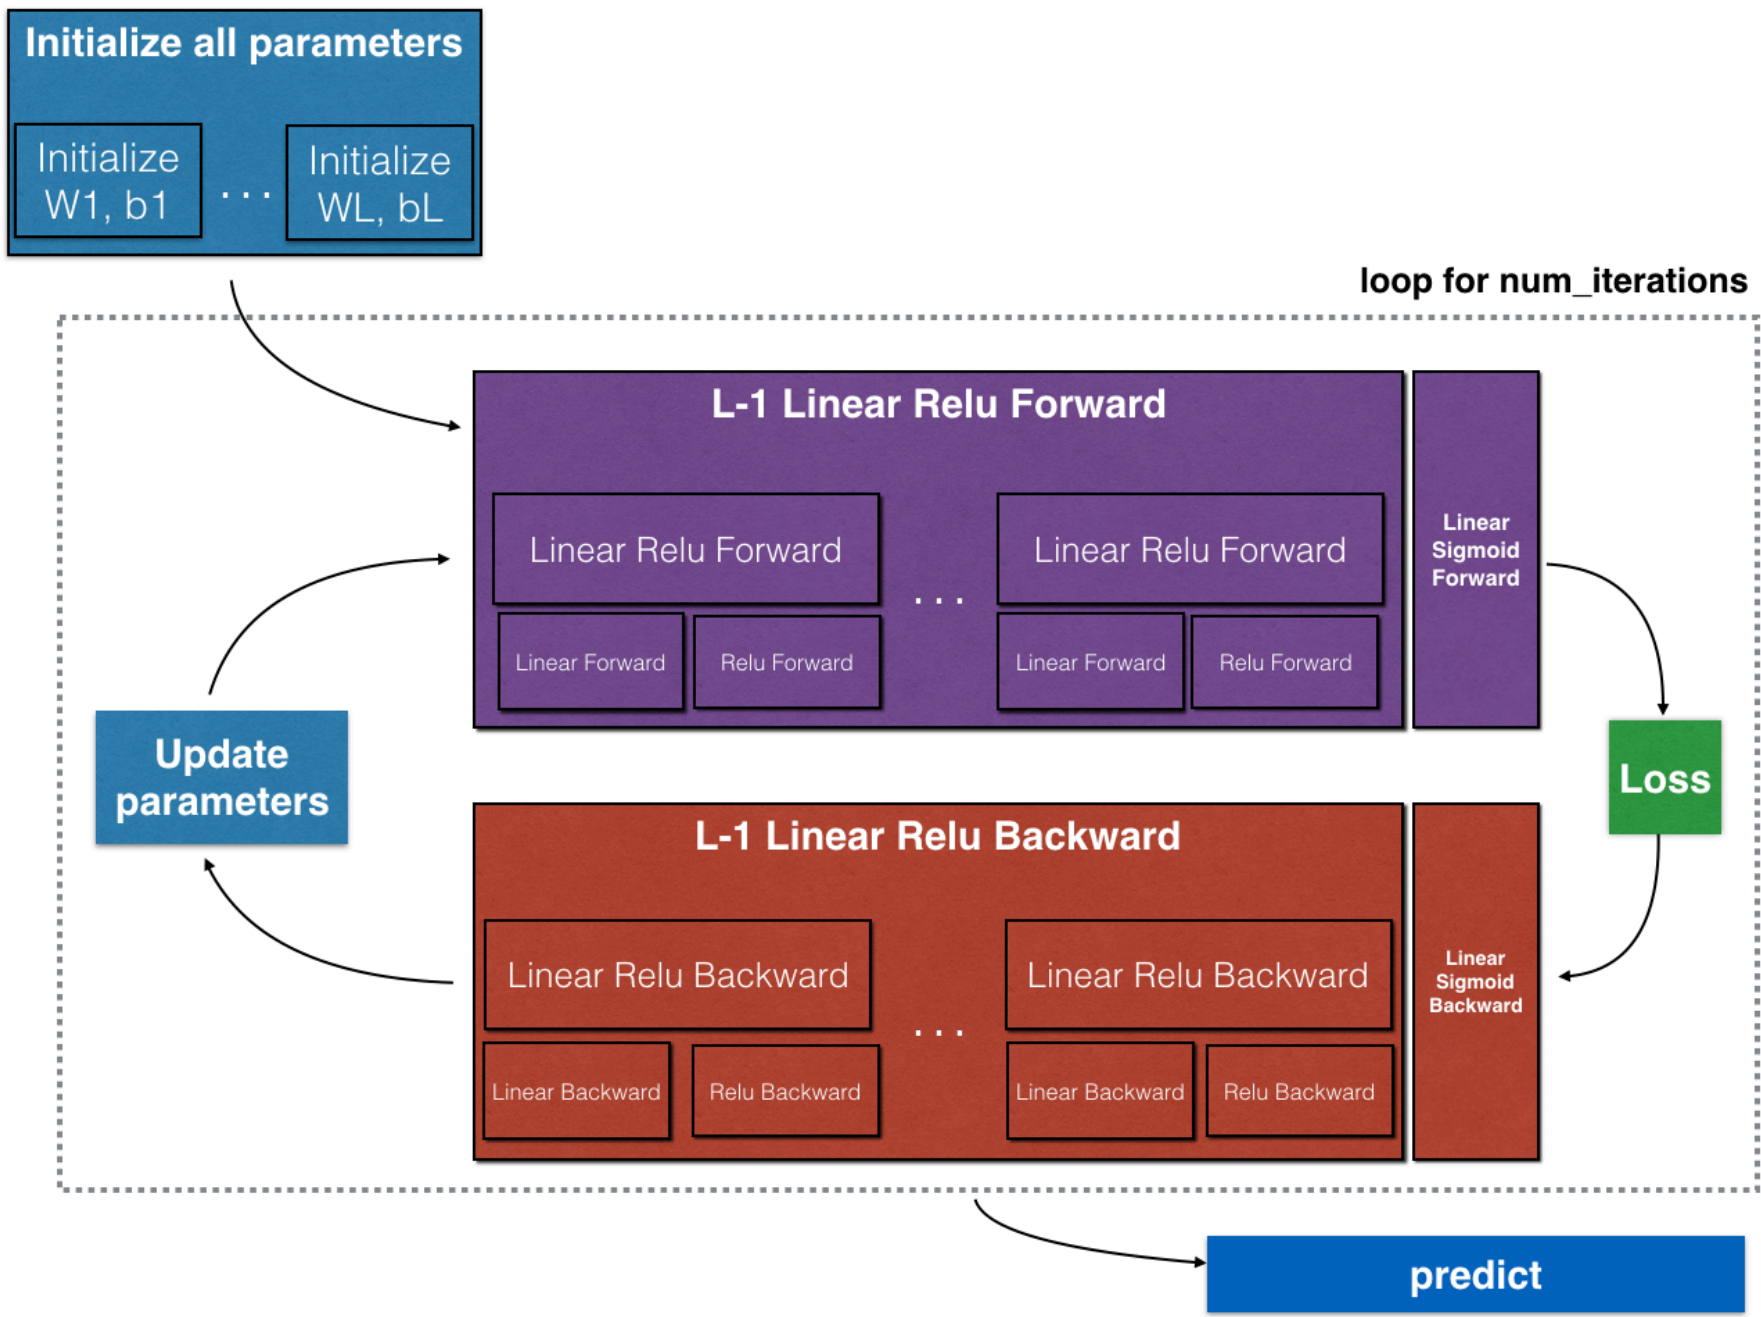 Initialize all parameters
Initialize
W1, b1
...
Initialize
WL, bL
loop for num_iterations
L-1 Linear Relu Forward
Linear Relu Forward
Linear Forward
Relu Forward
...
Linear Relu Forward
Linear Forward
Relu Forward
Linear
Sigmoid
Forward
Loss
Update
parameters
L-1 Linear Relu Backward
Linear Relu Backward
Linear Backward
Relu Backward
...
Linear Relu Backward
Linear Backward
Relu Backward
Linear
Sigmoid
Backward
predict